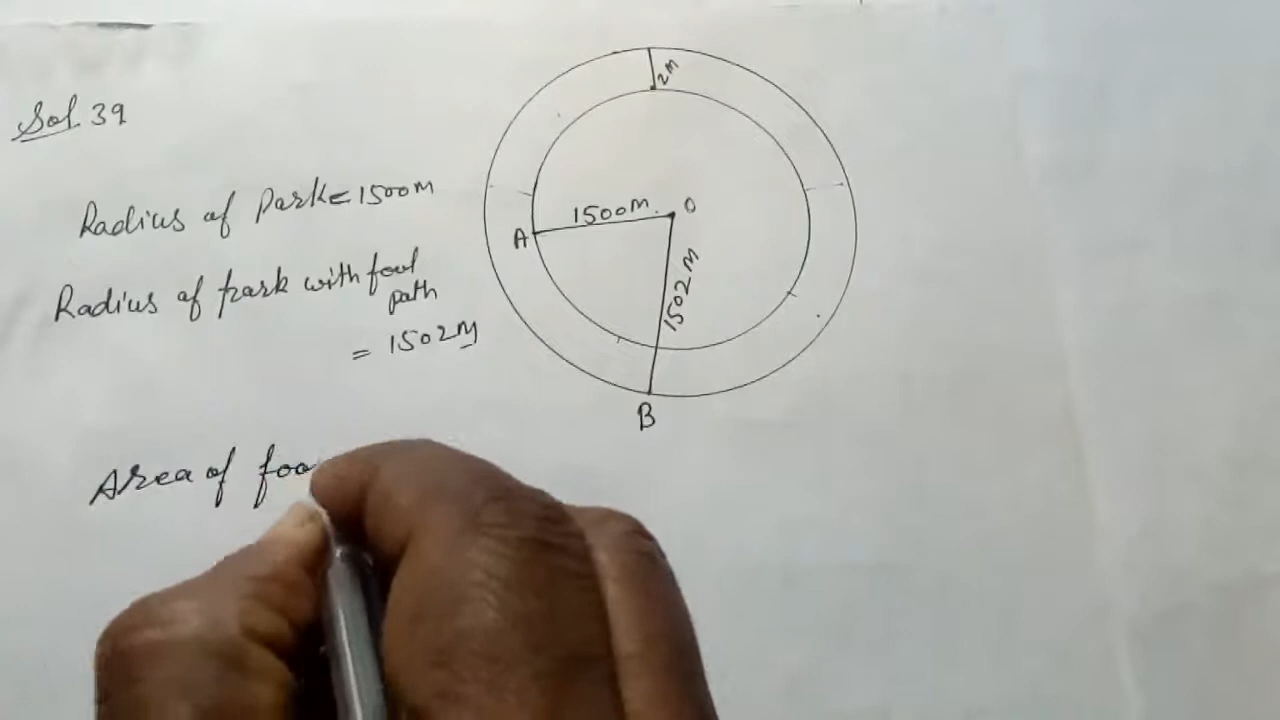 Sol. 39
Radius of Park = 1500m
Radius of park with foot
path
= 1502m
Area of foo
2m
1500m.
O
A
1502m
B